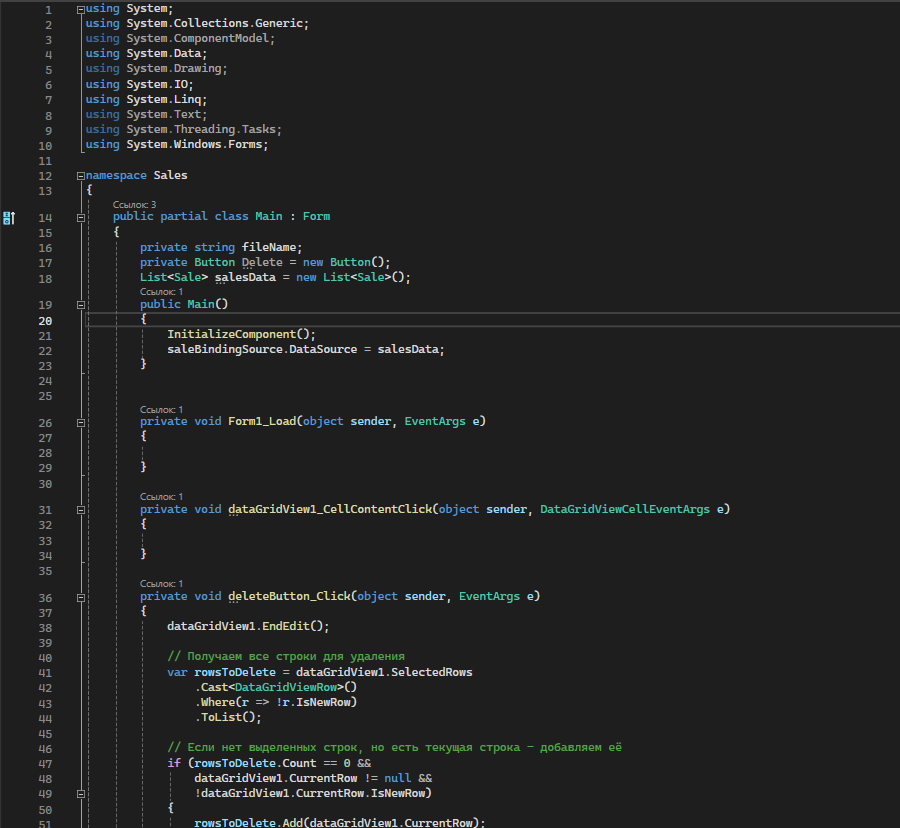 1 using System;
2 using System.Collections.Generic;
3 using System.ComponentModel;
4 using System.Data;
5 using System.Drawing;
6 using System.IO;
7 using System.Linq;
8 using System.Text;
9 using System.Threading.Tasks;
10 using System.Windows.Forms;
11
12 namespace Sales
13 {
Ссылок: 3
14 public partial class Main : Form
15 {
16 private string fileName;
17 private Button Delete = new Button();
18 List<Sale> salesData = new List<Sale>();
Ссылок: 1
19 public Main()
20 {
21 InitializeComponent();
22 saleBindingSource.DataSource = salesData;
23 }
24
25
Ссылок: 1
26 private void Form1_Load(object sender, EventArgs e)
27 {
28
29 }
30
Ссылок: 1
31 private void dataGridView1_CellContentClick(object sender, DataGridViewCellEventArgs e)
32 {
33
34 }
35
Ссылок: 1
36 private void deleteButton_Click(object sender, EventArgs e)
37 {
38 dataGridView1.EndEdit();
39
40 // Получаем все строки для удаления
41 var rowsToDelete = dataGridView1.SelectedRows
42 .Cast<DataGridViewRow>()
43 .Where(r => !r.IsNewRow)
44 .ToList();
45
46 // Если нет выделенных строк, но есть текущая строка - добавляем её
47 if (rowsToDelete.Count == 0 &&
48 dataGridView1.CurrentRow != null &&
49 !dataGridView1.CurrentRow.IsNewRow)
50 {
51 rowsToDelete.Add(dataGridView1.CurrentRow);